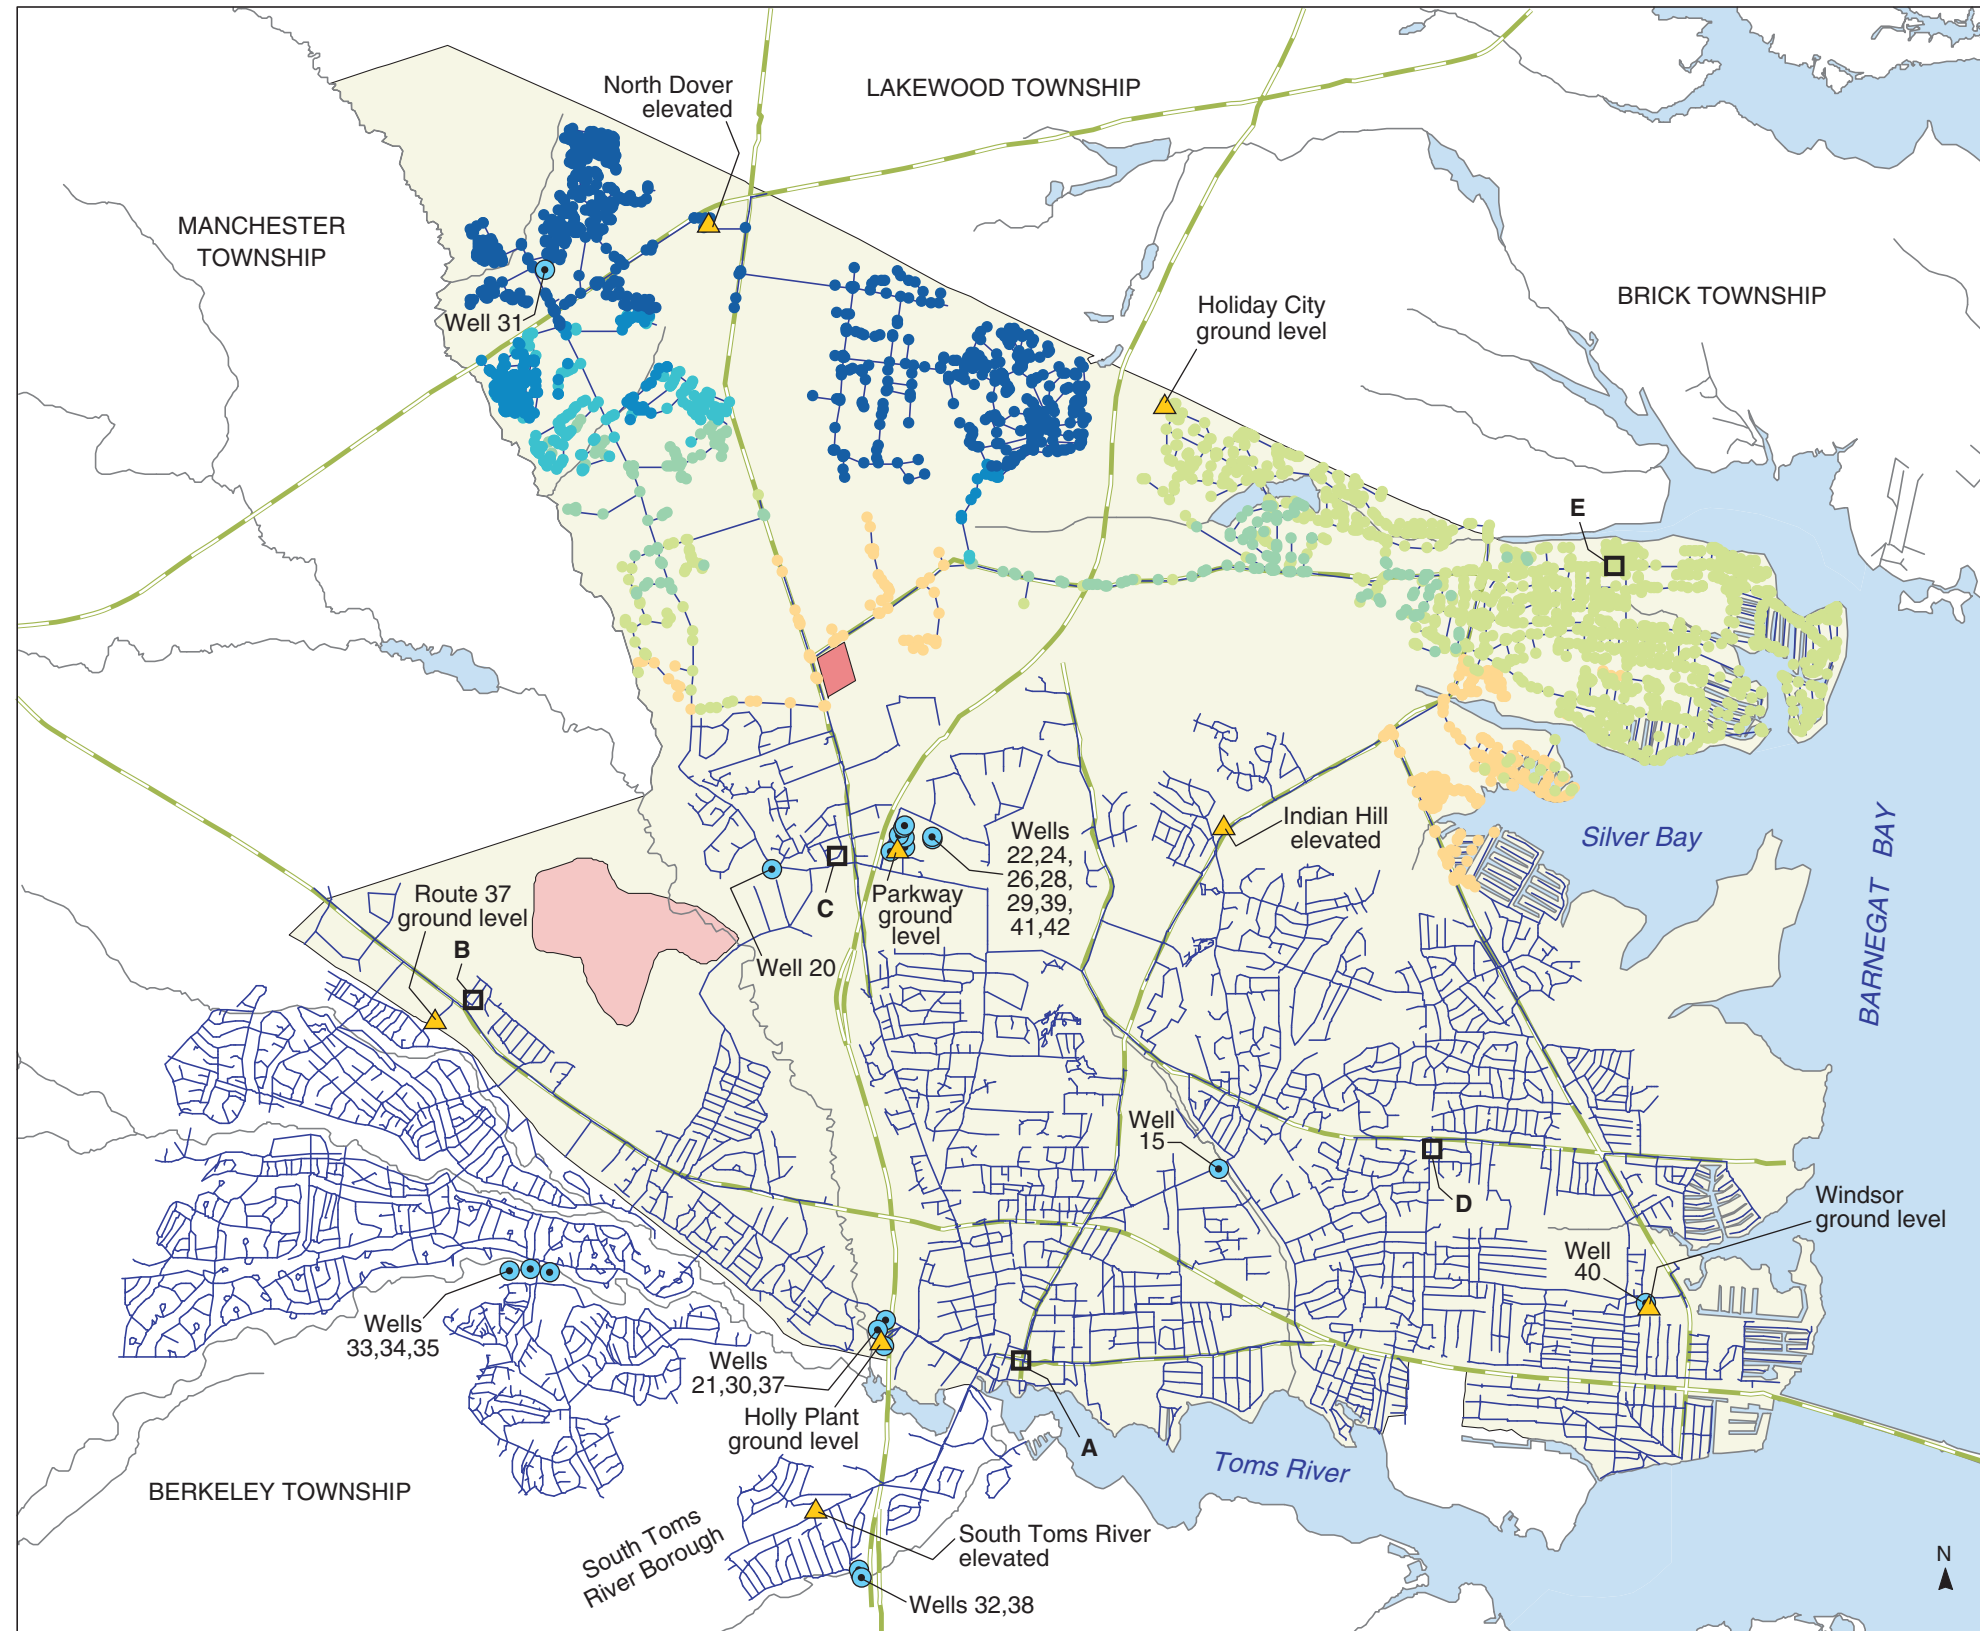 North Dover
elevated
LAKEWOOD TOWNSHIP
MANCHESTER
TOWNSHIP
Well 31
Holiday City
ground level
BRICK TOWNSHIP
E
Indian Hill
elevated
Silver Bay
BARNEGAT BAY
Wells
22,24,
26,28,
29,39,
41,42
Parkway
ground
level
C
Well 20
Route 37
ground level
B
Well
15
D
Windsor
ground level
Well
40
Wells
33,34,35
Wells
21,30,37
Holly Plant
ground level
A
Toms River
BERKELEY TOWNSHIP
South Toms
River Borough
South Toms River
elevated
Wells 32,38
N